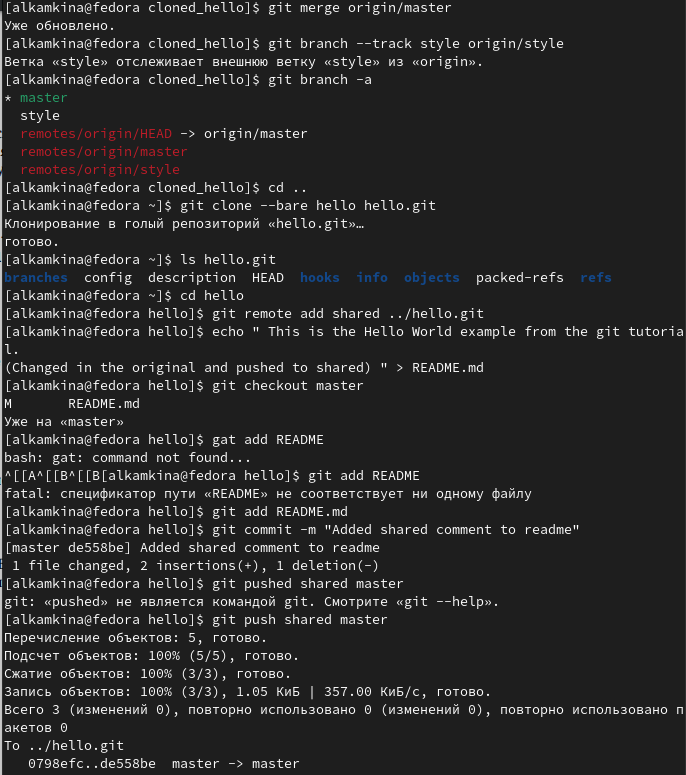 [alkamkina@fedora cloned_hello]$ git merge origin/master
Уже обновлено.
[alkamkina@fedora cloned_hello]$ git branch --track style origin/style
Ветка «style» отслеживает внешнюю ветку «style» из «origin».
[alkamkina@fedora cloned_hello]$ git branch -a
* master
  style
  remotes/origin/HEAD -> origin/master
  remotes/origin/master
  remotes/origin/style
[alkamkina@fedora cloned_hello]$ cd ..
[alkamkina@fedora ~]$ git clone --bare hello hello.git
Клонирование в голый репозиторий «hello.git»…
готово.
[alkamkina@fedora ~]$ ls hello.git
branches  config  description  HEAD  hooks  info  objects  packed-refs  refs
[alkamkina@fedora ~]$ cd hello
[alkamkina@fedora hello]$ git remote add shared ../hello.git
[alkamkina@fedora hello]$ echo " This is the Hello World example from the git tutoria
l.
(Changed in the original and pushed to shared) " > README.md
[alkamkina@fedora hello]$ git checkout master
M       README.md
Уже на «master»
[alkamkina@fedora hello]$ gat add README
bash: gat: command not found...
^[[A^[[B^[[B[alkamkina@fedora hello]$ git add README
fatal: спецификатор пути «README» не соответствует ни одному файлу
[alkamkina@fedora hello]$ git add README.md
[alkamkina@fedora hello]$ git commit -m "Added shared comment to readme"
[master de558be] Added shared comment to readme
 1 file changed, 2 insertions(+), 1 deletion(-)
[alkamkina@fedora hello]$ git pushed shared master
git: «pushed» не является командой git. Смотрите «git --help».
[alkamkina@fedora hello]$ git push shared master
Перечисление объектов: 5, готово.
Подсчет объектов: 100% (5/5), готово.
Сжатие объектов: 100% (3/3), готово.
Запись объектов: 100% (3/3), 1.05 КиБ | 357.00 КиБ/с, готово.
Всего 3 (изменений 0), повторно использовано 0 (изменений 0), повторно использовано п
акетов 0
To ../hello.git
   0798efc..de558be  master -> master